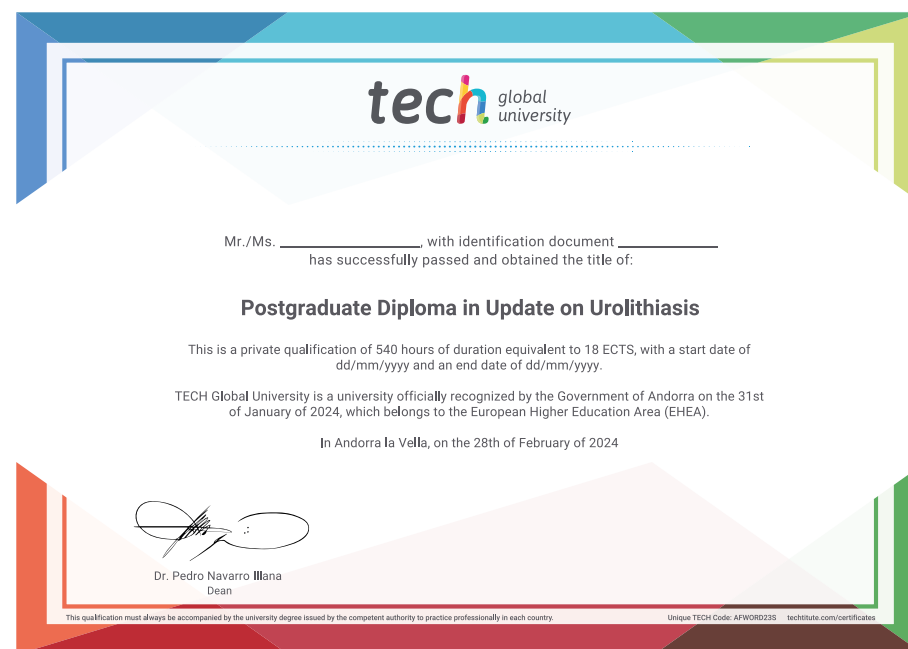 tech global
university
Mr./Ms. ____________, with identification document ____________
has successfully passed and obtained the title of:
Postgraduate Diploma in Update on Urolithiasis
This is a private qualification of 540 hours of duration equivalent to 18 ECTS, with a start date of
dd/mm/yyyy and an end date of dd/mm/yyyy.
TECH Global University is a university officially recognized by the Government of Andorra on the 31st
of January of 2024, which belongs to the European Higher Education Area (EHEA).
In Andorra la Vella, on the 28th of February of 2024
Dr. Pedro Navarro Illana
Dean
This qualification must always be accompanied by the university degree issued by the competent authority to practice professionally in each country. Unique TECH Code: AFWORD23S techtitute.com/certificates